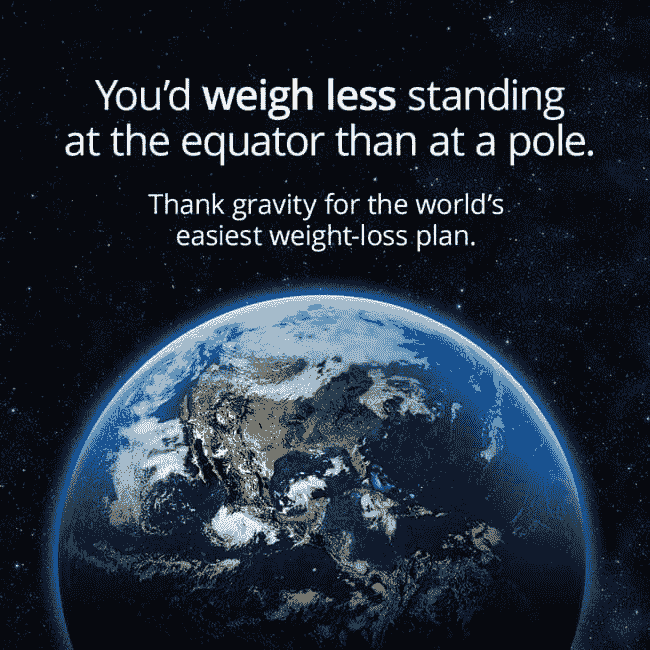 You’d weigh less standing
at the equator than at a pole.
Thank gravity for the world’s
easiest weight-loss plan.